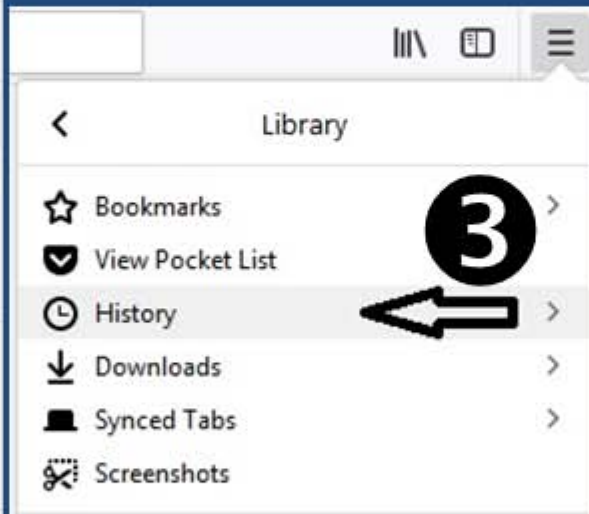 Library
Bookmarks
3
View Pocket List
History
Downloads
Synced Tabs
Screenshots